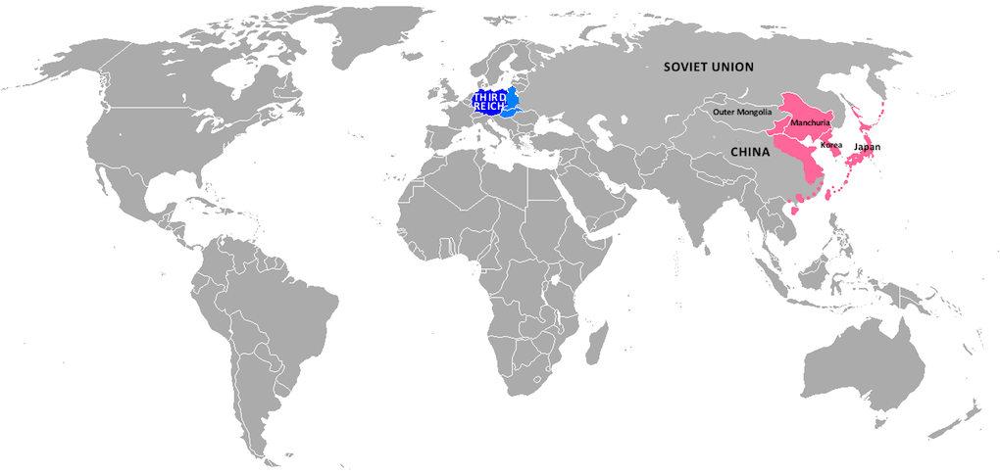 SOVIET UNION
THIRD
REICH
Outer Mongolia
Manchuria
Korea
Japan
CHINA